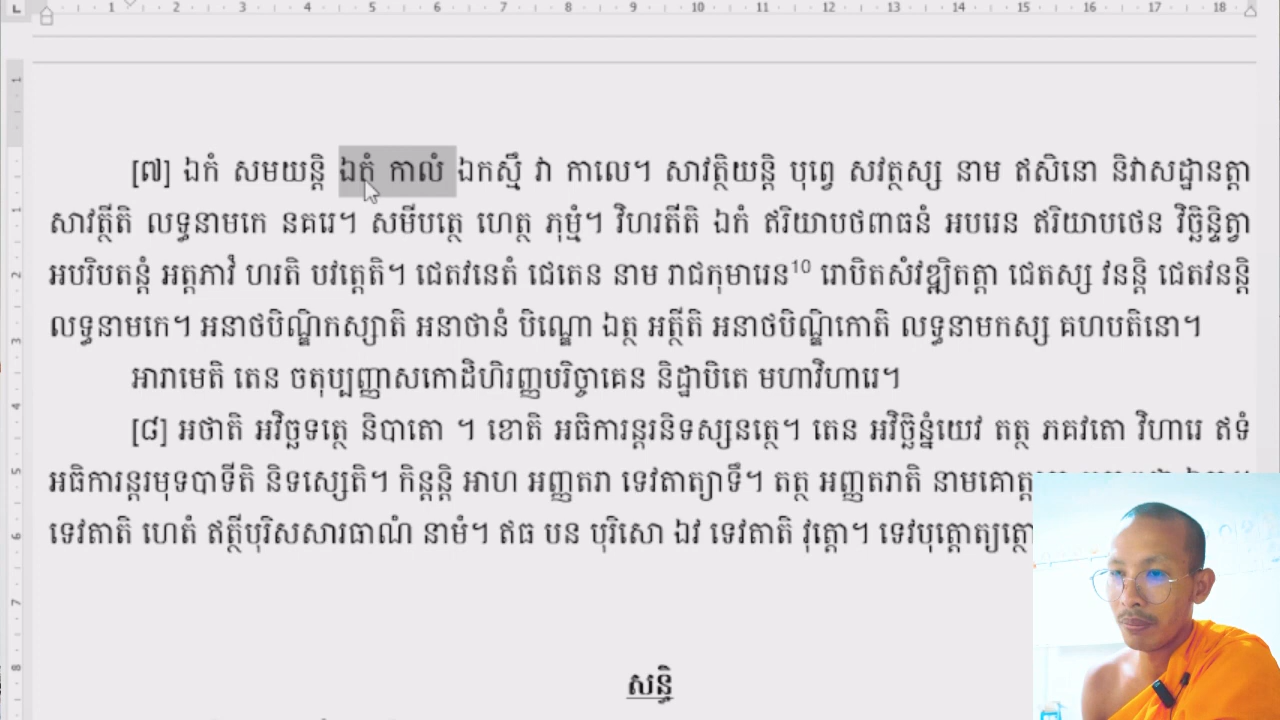 [៧] ឯកំ សមយន្តិ ឯកំ កាលំ ឯកស្មឹ វា កាលេ។ សាវត្ថិយន្តិ បុព្វេ សវត្ថស្ស នាម ឥសិនោ និវាសដ្ឋានត្តា
សាវត្ថីតិ លទ្ធនាមកេ នគរេ។ សមីបត្ថេ ហេត្ថ ភុម្មំ។ វិហរតីតិ ឯកំ ឥរិយាបថពាធនំ អបរេន ឥរិយាបថេន វិច្ឆិន្ទិត្វា
អបរិបតន្តំ អត្តភាវំ ហរតិ បវត្តេតិ។ ជេតវនេតំ ជេតេន នាម រាជកុមារេន10 រោបិតសំវឌ្ឍិតត្តា ជេតស្ស វនន្តិ ជេតវនន្តិ
លទ្ធនាមកេ។ អនាថបិណ្ឌិកស្សាតិ អនាថានំ បិណ្ឌោ ឯត្ថ អត្ថីតិ អនាថបិណ្ឌិកោតិ លទ្ធនាមកស្ស គហបតិនោ។
អារាមេតិ តេន ចតុប្បញ្ញាសកោដិហិរញ្ញបរិច្ចាគេន និដ្ឋាបិតេ មហាវិហារេ។
[៨] អថាតិ អវិច្ឆទត្ថេ និបាតោ ។ ខោតិ អធិការន្តរនិទស្សនត្ថេ។ តេន អវិច្ឆិន្នំយេវ តត្ថ ភគវតោ វិហារេ ឥទំ
អធិការន្តរមុទបាទីតិ និទស្សេតិ។ កិន្តន្តិ អាហ អញ្ញតរា ទេវតាត្យាទឹ។ តត្ថ អញ្ញតរាតិ
ទេវតាតិ ហេតំ ឥត្ថីបុរិសសារធាណំ នាមំ។ ឥធ បន បុរិសោ ឯវ ទេវតាតិ វុត្តោ។
សន្ធិ